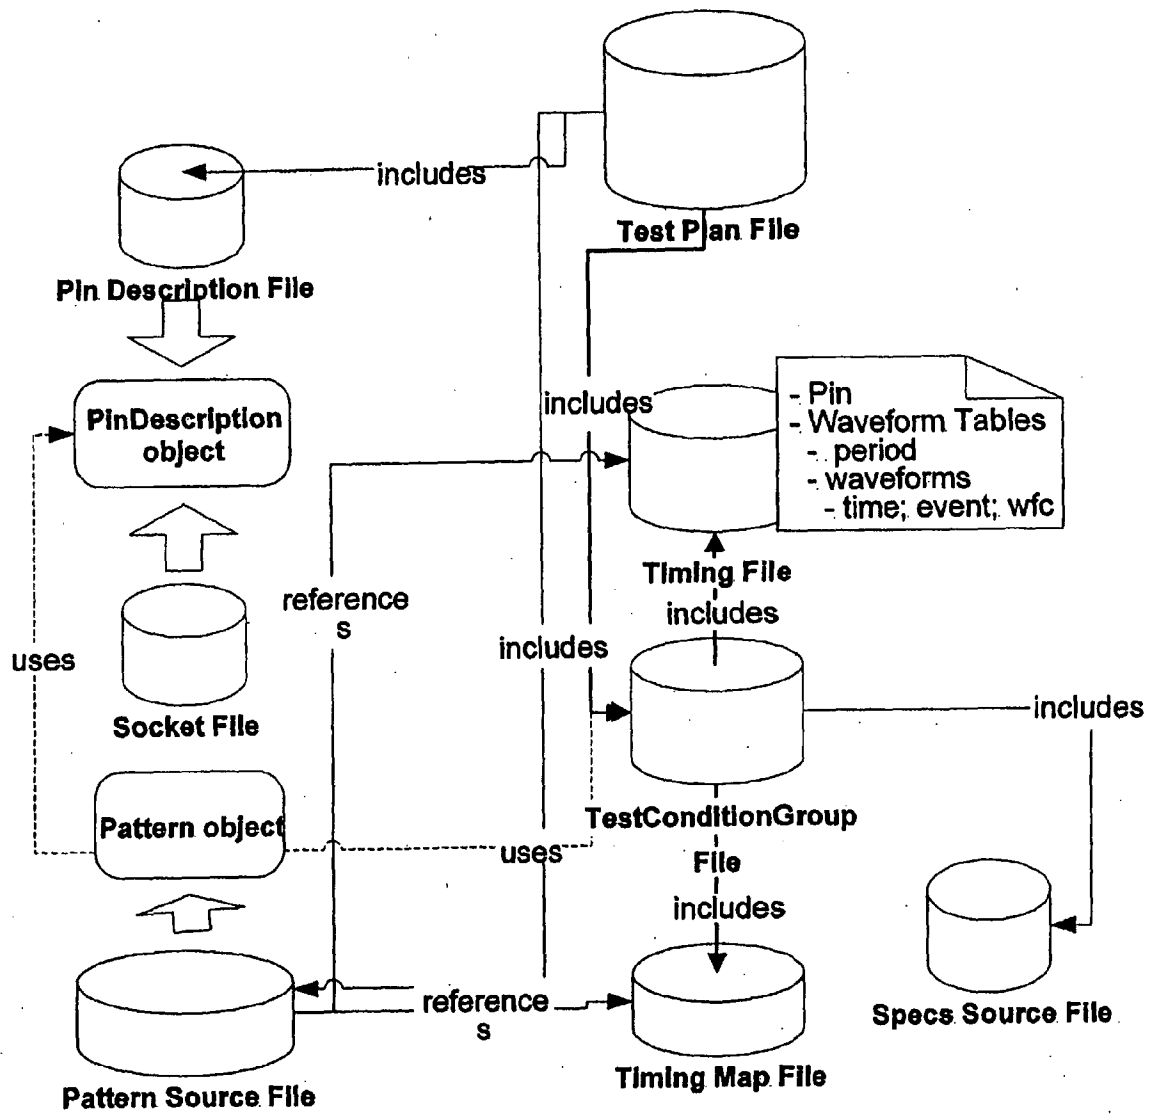 includes
Test Plan File
Pin Description File
PinDescription
object
includes
- Pin
- Waveform Tables
- period
- waveforms
- time; event; wfc
Timing File
includes
reference
s
includes
uses
Socket File
includes
Pattern object
TestConditionGroup
File
uses
includes
reference
s
Specs Source File
Timing Map File
Pattern Source File